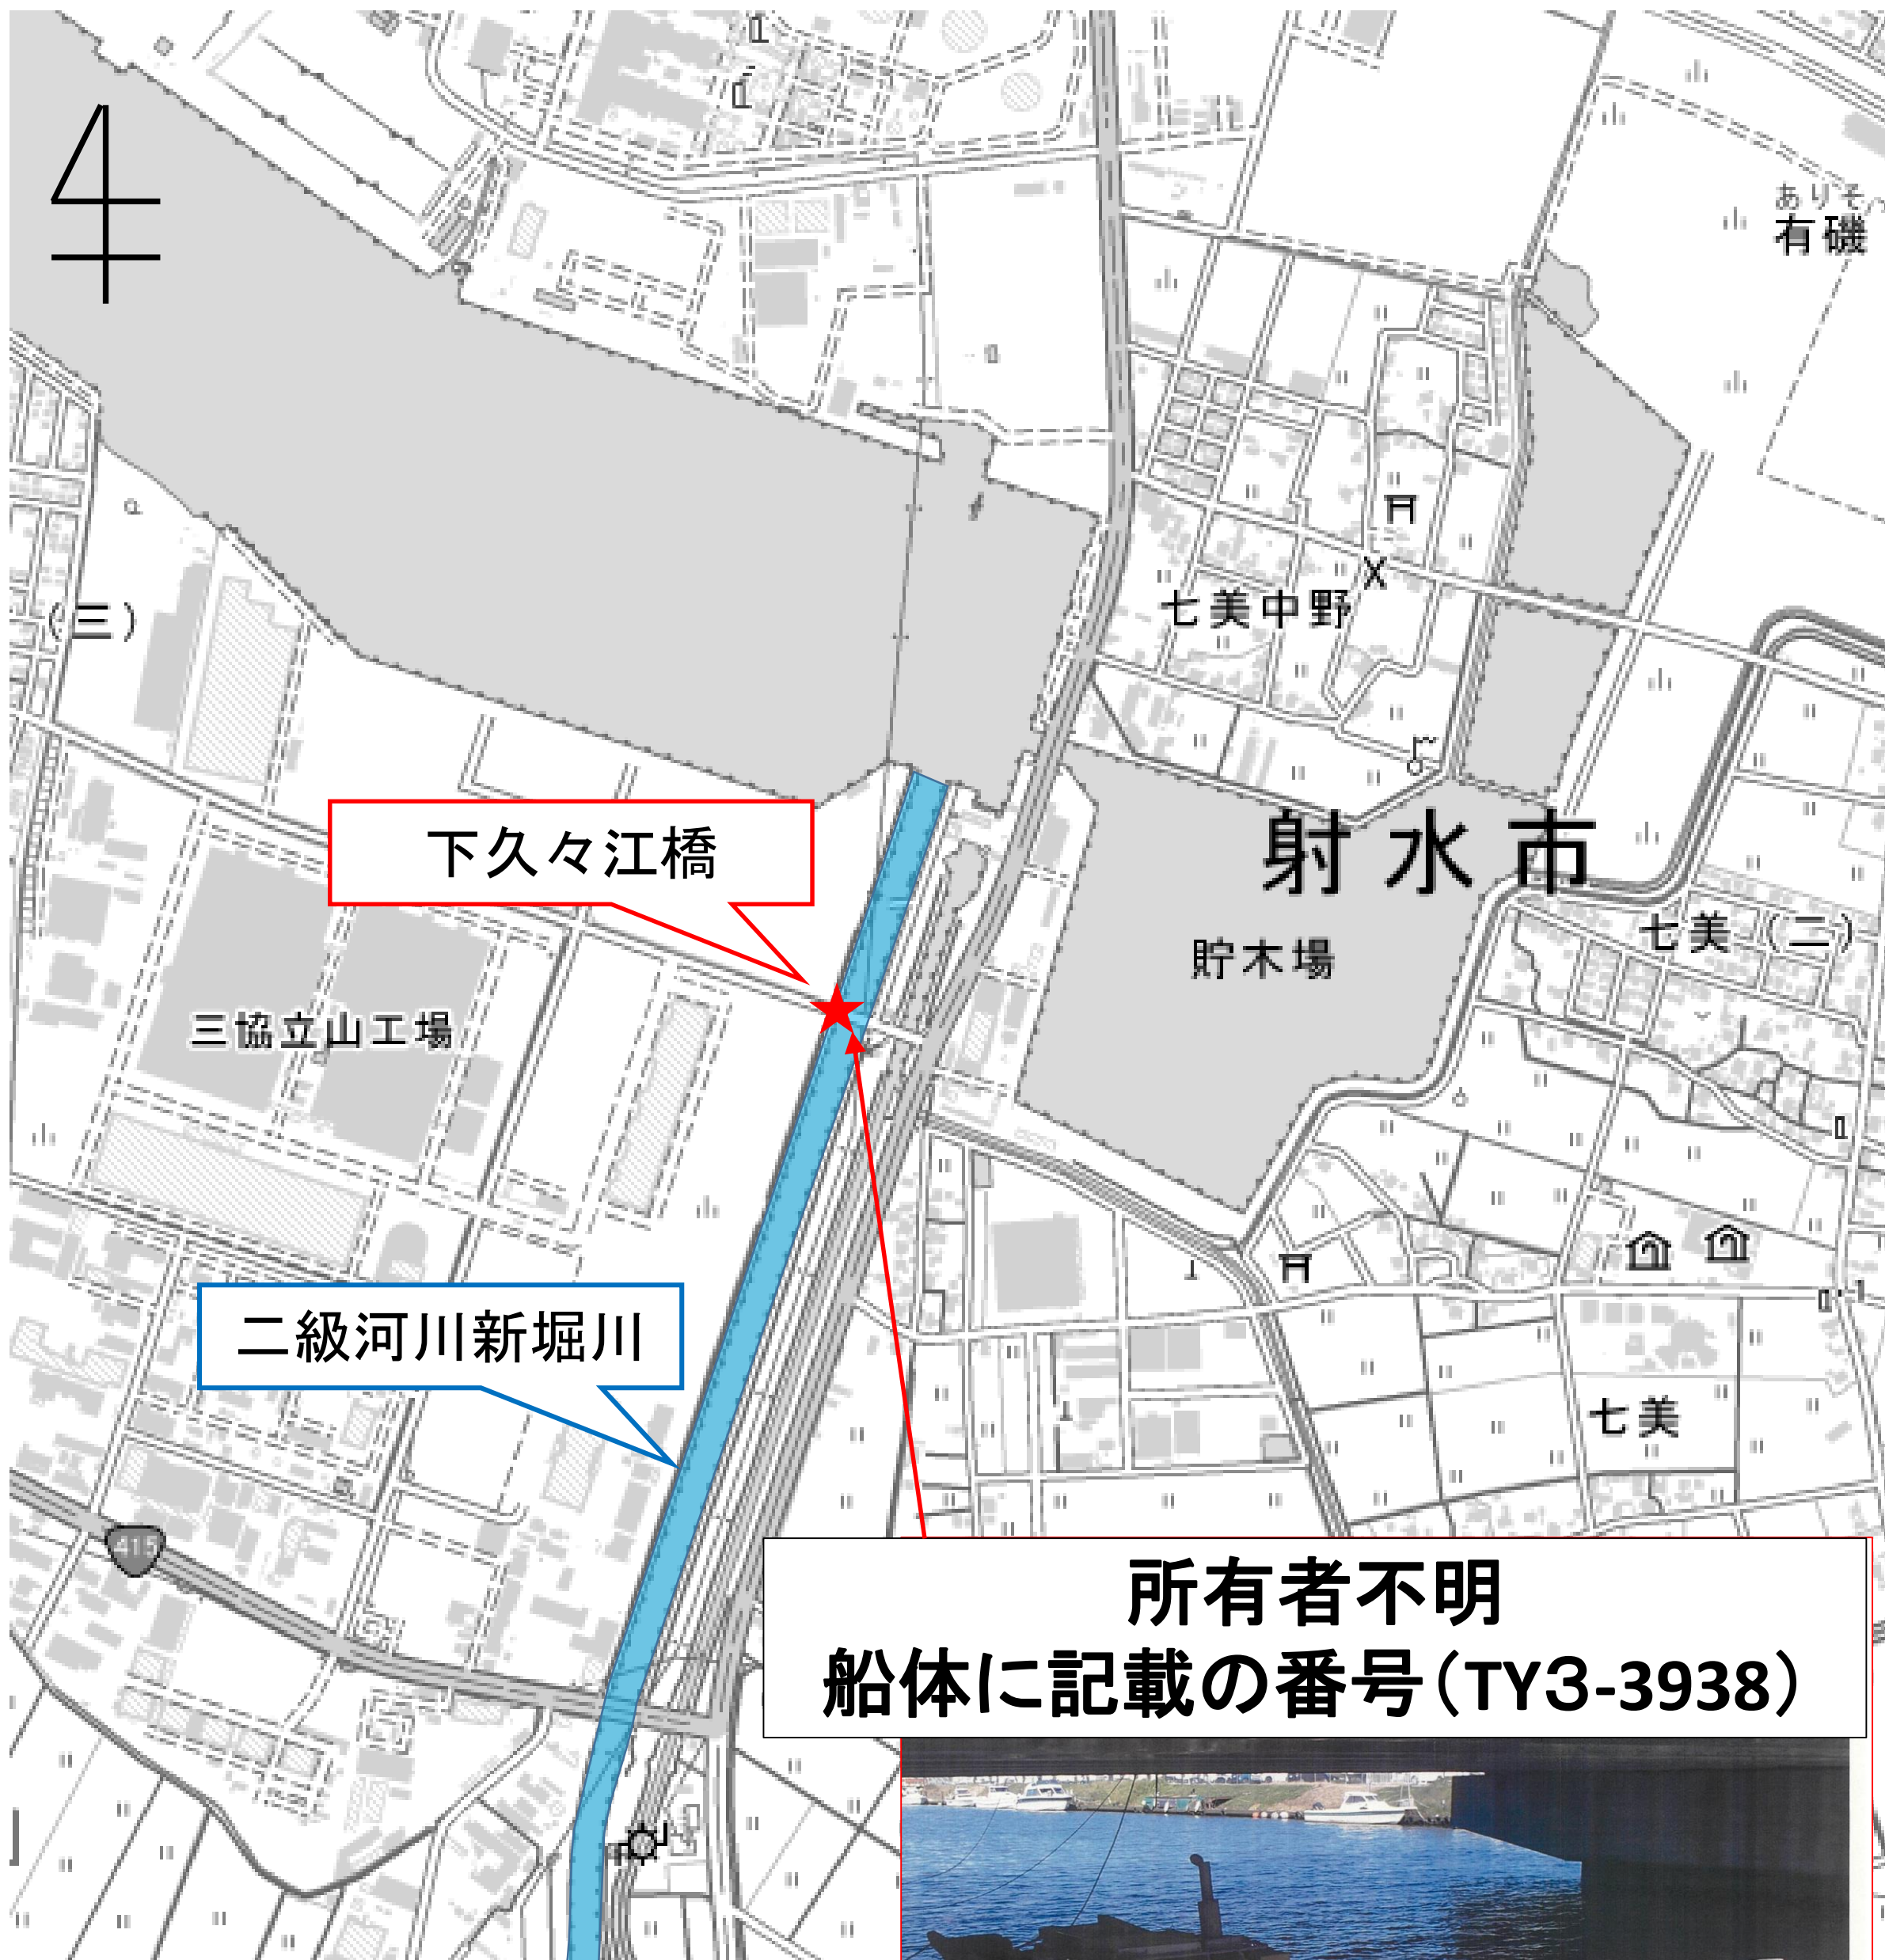 ありそ
有磯
(三)
七美中野
射水市
下久々江橋
七美(二)
貯木場
三協立山工場
二級河川新堀川
七美
415
所有者不明
船体に記載の番号(TY3-3938)